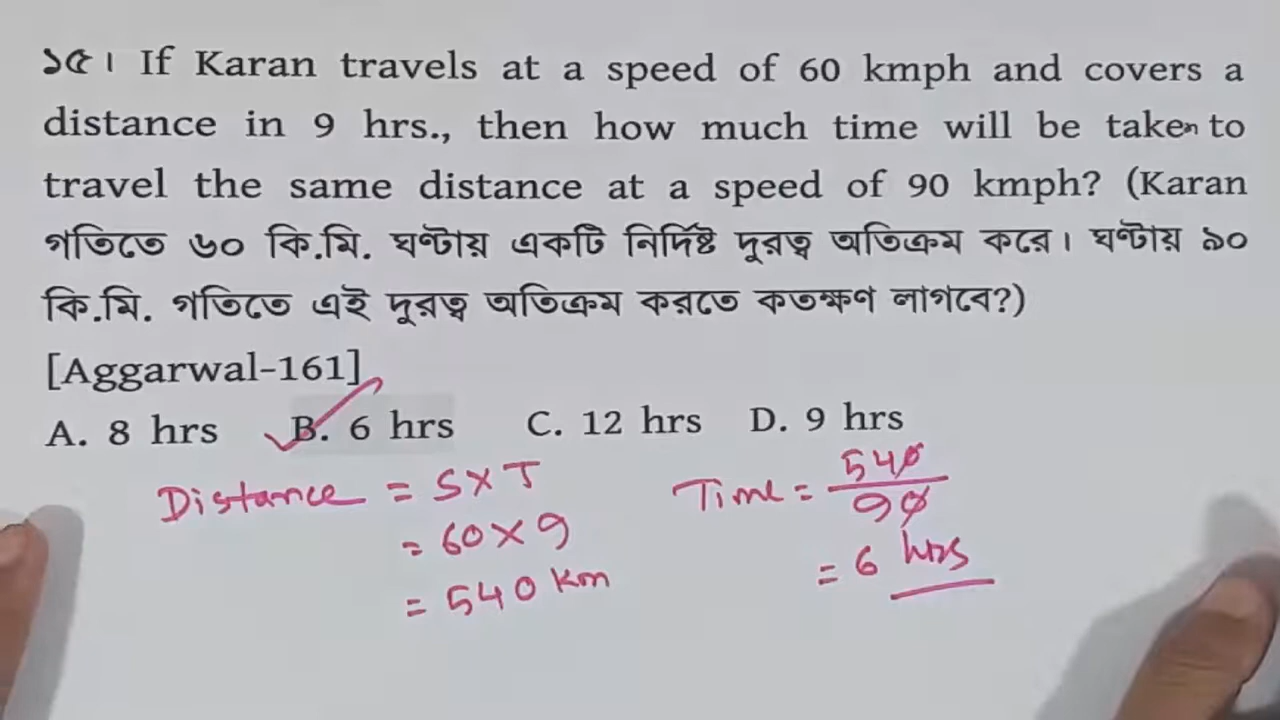 ১৫। If Karan travels at a speed of 60 kmph and covers a
distance in 9 hrs., then how much time will be taken to
travel the same distance at a speed of 90 kmph? (Karan
গতিতে ৬০ কি.মি. ঘণ্টায় একটি নির্দিষ্ট দুরত্ব অতিক্রম করে। ঘণ্টায় ৯০
কি.মি. গতিতে এই দুরত্ব অতিক্রম করতে কতক্ষণ লাগবে?)
[Aggarwal-161]
A. 8 hrs B. 6 hrs C. 12 hrs D. 9 hrs
Distance = S×T
= 60×9
= 540 km
Time = 540/90
= 6 hrs